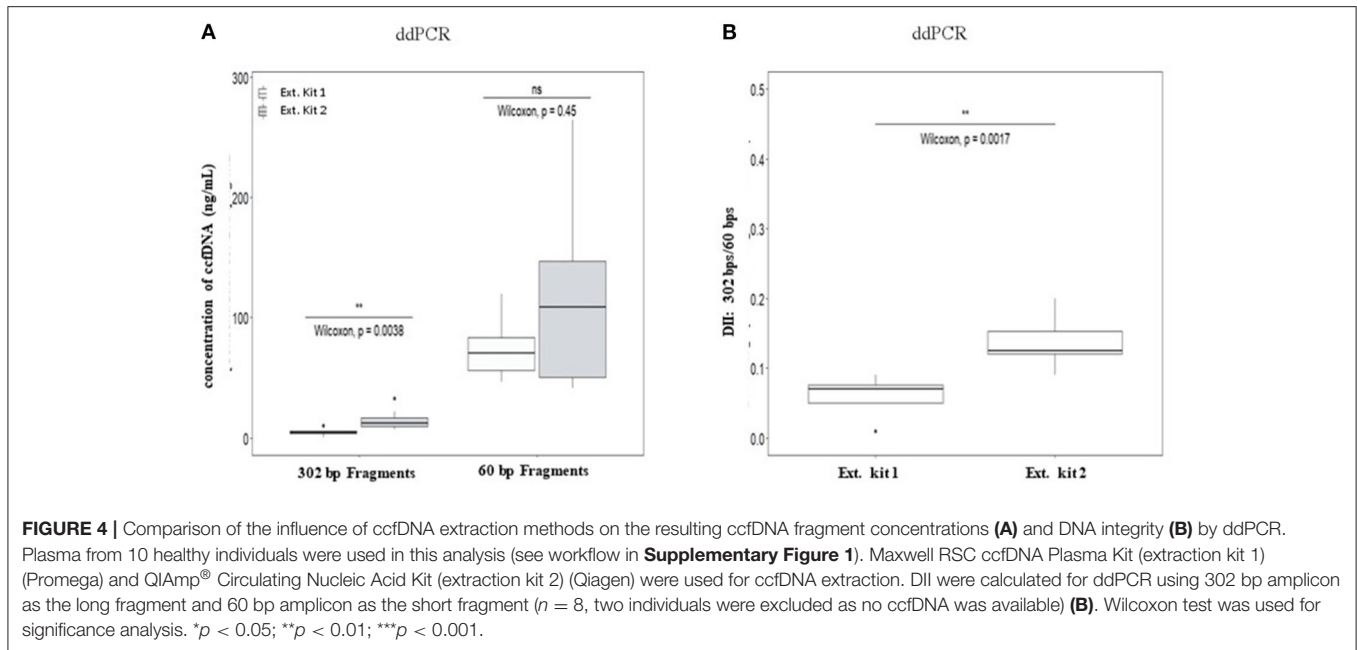 A
ddPCR
300
200
100
0
concentration of ccfDNA (ng/mL)
Ext. Kit 1
Ext. Kit 2
**
Wilcoxon, p = 0.0038
ns
Wilcoxon, p = 0.45
302 bp Fragments
60 bp Fragments
B
ddPCR
0.5
0.4
0.3
0.2
0.1
0.0
DII: 302 bps/60 bps
**
Wilcoxon, p = 0.0017
Ext. kit 1
Ext. kit 2
FIGURE 4 | Comparison of the influence of ccfDNA extraction methods on the resulting ccfDNA fragment concentrations (A) and DNA integrity (B) by ddPCR.
Plasma from 10 healthy individuals were used in this analysis (see workflow in Supplementary Figure 1). Maxwell RSC ccfDNA Plasma Kit (extraction kit 1)
(Promega) and QIAmp® Circulating Nucleic Acid Kit (extraction kit 2) (Qiagen) were used for ccfDNA extraction. DII were calculated for ddPCR using 302 bp amplicon
as the long fragment and 60 bp amplicon as the short fragment (n = 8, two individuals were excluded as no ccfDNA was available) (B). Wilcoxon test was used for
significance analysis. *p < 0.05; **p < 0.01; ***p < 0.001.